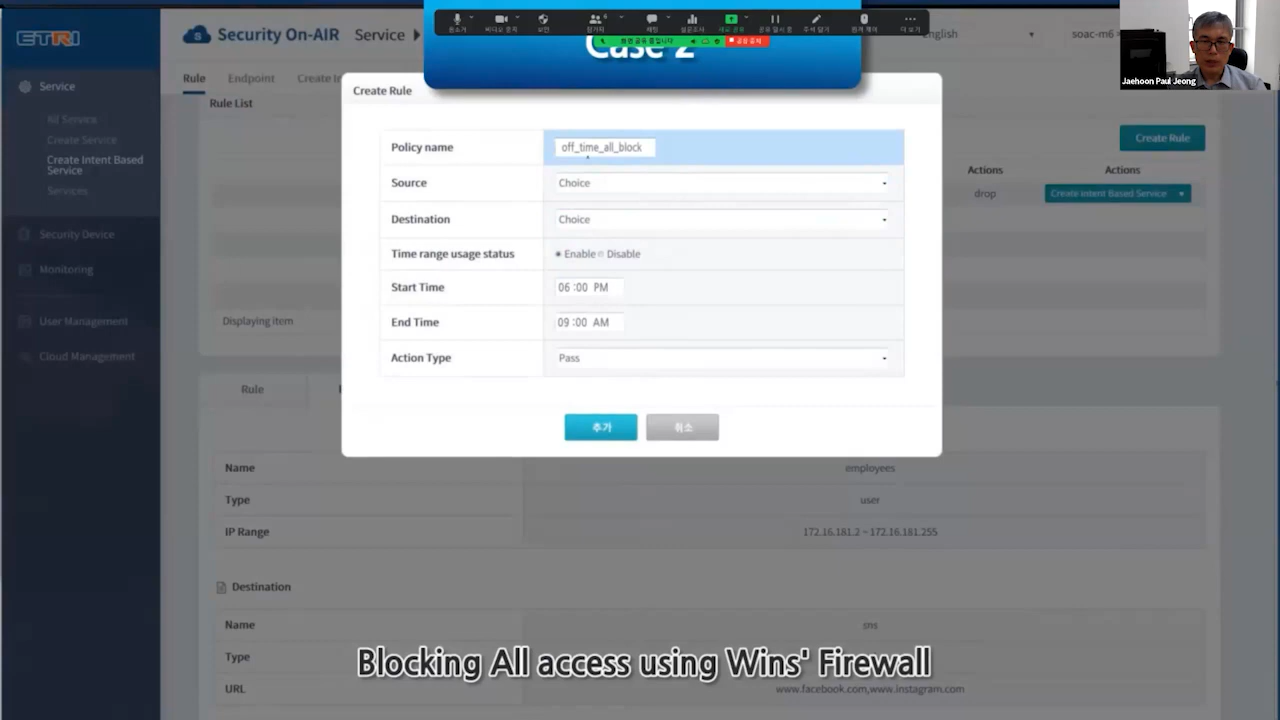 ETRI
Security On-AIR
Service
English
soac-m6
Case 2
Jaehoon Paul Jeong
Rule
Endpoint
Create In
Service
All Service
Create Service
Create Intent Based
Service
Services
Security Device
Monitoring
User Management
Cloud Management
Rule List
Create Rule
Actions
Actions
drop
Create Intent Based Service
Displaying item
Create Rule
Policy name
off_time_all_block
Source
Choice
Destination
Choice
Time range usage status
Enable
Disable
Start Time
06 :00 PM
End Time
09 :00 AM
Action Type
Pass
추가
취소
Rule
Name
employees
Type
user
IP Range
172.16.181.2 ~ 172.16.181.255
Destination
Name
sns
Type
URL
www.facebook.com,www.instagram.com
Blocking All access using Wins' Firewall